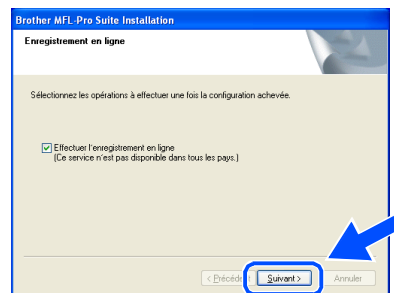 Brother MFL-Pro Suite Installation
Enregistrement en ligne
Sélectionnez les opérations à effectuer une fois la configuration achevée.
Effectuer l'enregistrement en ligne
(Ce service n'est pas disponible dans tous les pays.)
< Précédent Suivant > Annuler